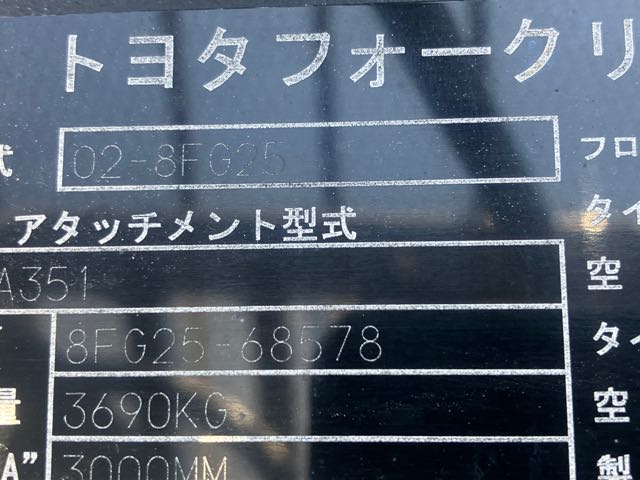 トヨタフォークリ
式 02-8FG25 フロ
アタッチメント型式 タイ
A351 空
8FG25-68578 タイ
量 3690KG 空
A" 3000MM 製